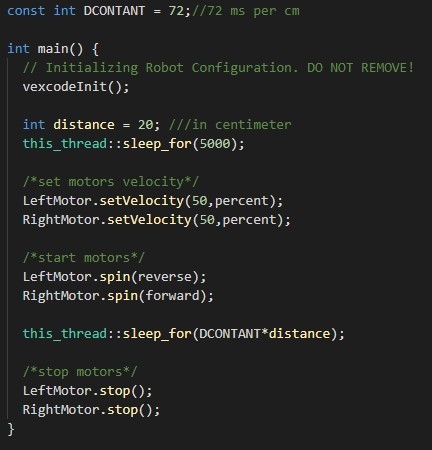 const int DCONTANT = 72;//72 ms per cm
int main() {
// Initializing Robot Configuration. DO NOT REMOVE!
vexcodeInit();
int distance = 20; ///in centimeter
this_thread::sleep_for(5000);
/*set motors velocity*/
LeftMotor.setVelocity(50,percent);
RightMotor.setVelocity(50,percent);
/*start motors*/
LeftMotor.spin(reverse);
RightMotor.spin(forward);
this_thread::sleep_for(DCONTANT*distance);
/*stop motors*/
LeftMotor.stop();
RightMotor.stop();
}